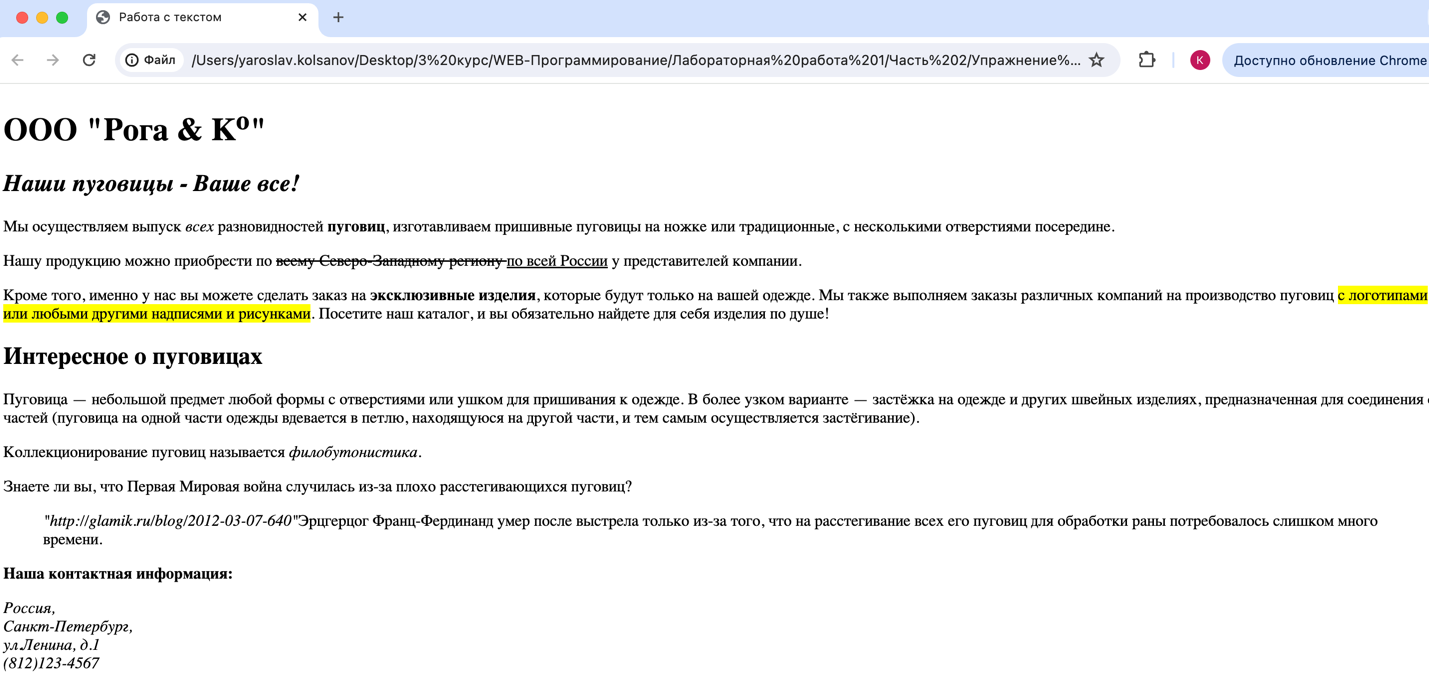 Работа с текстом
Файл
/Users/yaroslav.kolsanov/Desktop/3%20курс/WEB-Программирование/Лабораторная%20работа%201/Часть%202/Упражнение%...
K
Доступно обновление Chrome
ООО "Рога & Kº"
Наши пуговицы - Ваше все!
Мы осуществляем выпуск всех разновидностей пуговиц, изготавливаем пришивные пуговицы на ножке или традиционные, с несколькими отверстиями посередине.
Нашу продукцию можно приобрести по всему Северо-Западному региону по всей России у представителей компании.
Кроме того, именно у нас вы можете сделать заказ на эксклюзивные изделия, которые будут только на вашей одежде. Мы также выполняем заказы различных компаний на производство пуговиц с логотипами
или любыми другими надписями и рисунками. Посетите наш каталог, и вы обязательно найдете для себя изделия по душе!
Интересное о пуговицах
Пуговица — небольшой предмет любой формы с отверстиями или ушком для пришивания к одежде. В более узком варианте — застёжка на одежде и других швейных изделиях, предназначенная для соединения
частей (пуговица на одной части одежды вдевается в петлю, находящуюся на другой части, и тем самым осуществляется застёгивание).
Коллекционирование пуговиц называется филобутонистика.
Знаете ли вы, что Первая Мировая война случилась из-за плохо расстегивающихся пуговиц?
"http://glamik.ru/blog/2012-03-07-640"Эрцгерцог Франц-Фердинанд умер после выстрела только из-за того, что на расстегивание всех его пуговиц для обработки раны потребовалось слишком много
времени.
Наша контактная информация:
Россия,
Санкт-Петербург,
ул.Ленина, д.1
(812)123-4567